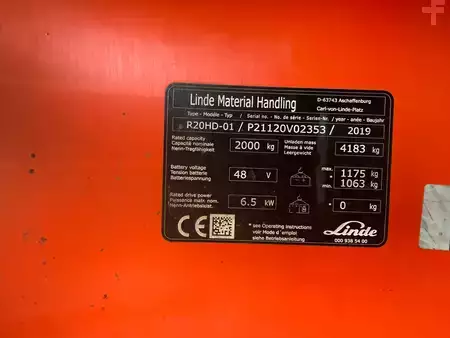 Linde Material Handling
D-63743 Aschaffenburg
Carl-von-Linde-Platz
Type - Modèle - Typ / Serial no. - No. de série - Serien-Nr. / year - année - Baujahr
R20HD-01 / P21120V02353 / 2019
Rated capacity
Capacité nominale
Nenn-Tragfähigkeit
2000 kg
Unladen mass
Masse à vide
Leergewicht
4183 kg
Battery voltage
Tension batterie
Batteriespannung
48 V
max. 1175 kg
min. 1063 kg
Rated drive power
Puissance motr. nom.
Nenn-Antriebsleist.
6.5 kW
* 0 kg
CE
* see Operating instructions
voir Mode d'emploi
siehe Betriebsanleitung
Linde
000 938 54 00